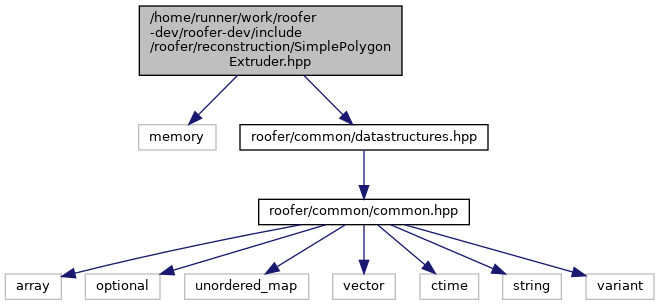 /home/runner/work/roofer
-dev/roofer-dev/include
/roofer/reconstruction/SimplePolygon
Extruder.hpp
memory
roofer/common/datastructures.hpp
roofer/common/common.hpp
array
optional
unordered_map
vector
ctime
string
variant